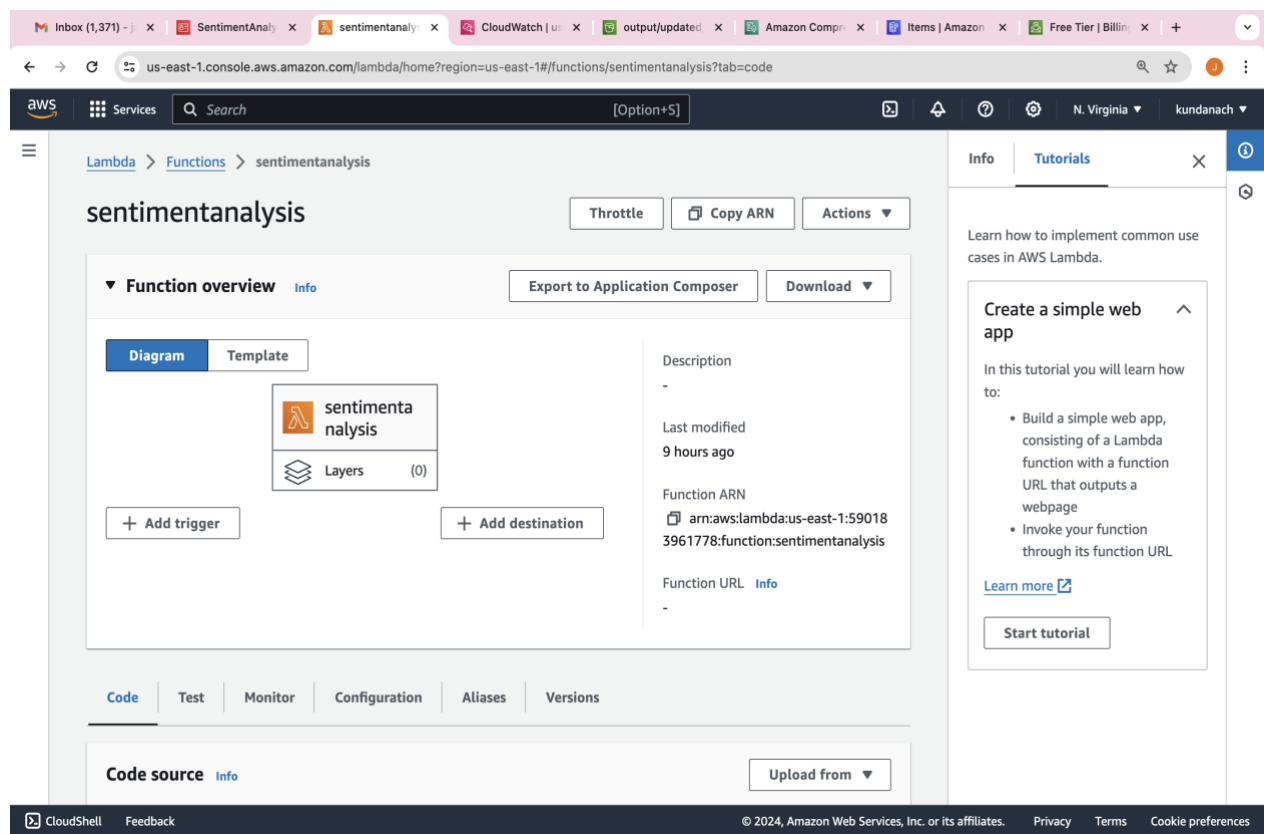 Inbox (1,371) - j
SentimentAnaly
sentimentanaly
CloudWatch | us
output/updated_
Amazon Compre
Items | Amazon
Free Tier | Billin
us-east-1.console.aws.amazon.com/lambda/home?region=us-east-1#/functions/sentimentanalysis?tab=code
J
aws
Services
Search
[Option+S]
N. Virginia
kundanach
Lambda > Functions > sentimentanalysis
sentimentanalysis
Throttle
Copy ARN
Actions
Function overview Info
Export to Application Composer
Download
Diagram
Template
sentimenta
nalysis
Layers (0)
+ Add trigger
+ Add destination
Description
-
Last modified
9 hours ago
Function ARN
arn:aws:lambda:us-east-1:59018
3961778:function:sentimentanalysis
Function URL Info
-
Code
Test
Monitor
Configuration
Aliases
Versions
Code source Info
Upload from
Info
Tutorials
Learn how to implement common use
cases in AWS Lambda.
Create a simple web
app
In this tutorial you will learn how
to:
• Build a simple web app,
consisting of a Lambda
function with a function
URL that outputs a
webpage
• Invoke your function
through its function URL
Learn more
Start tutorial
CloudShell
Feedback
© 2024, Amazon Web Services, Inc. or its affiliates.
Privacy
Terms
Cookie preferences